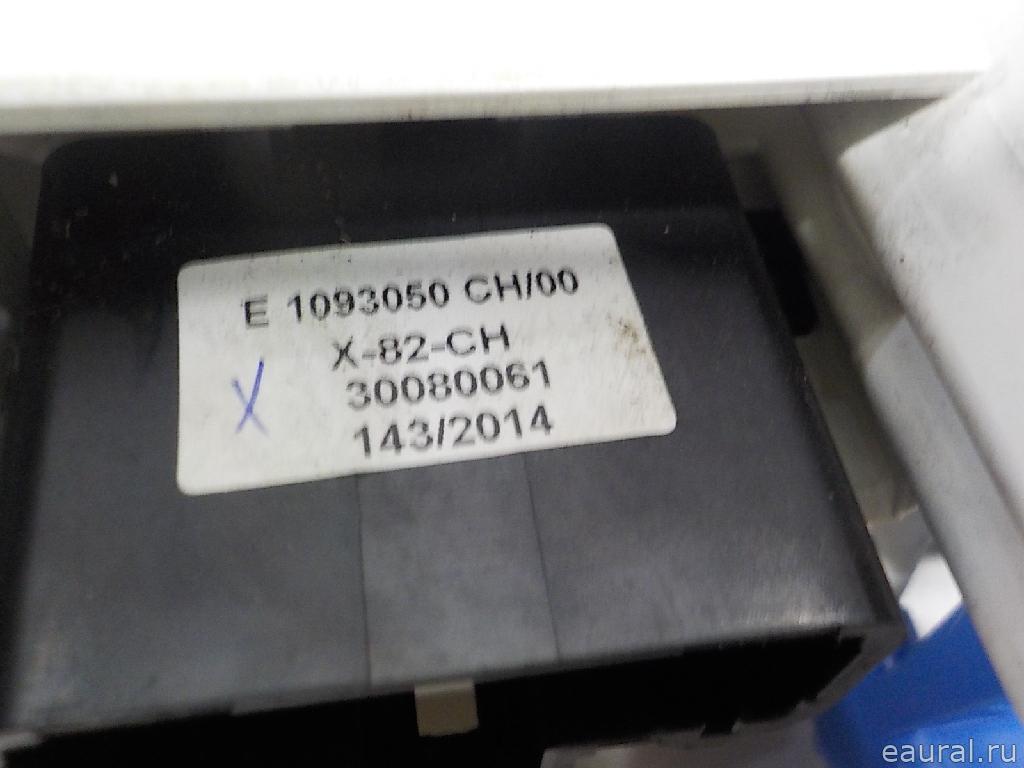 E 1093050 CH/00
X-82-CH
X
30080061
143/2014
eaural.ru